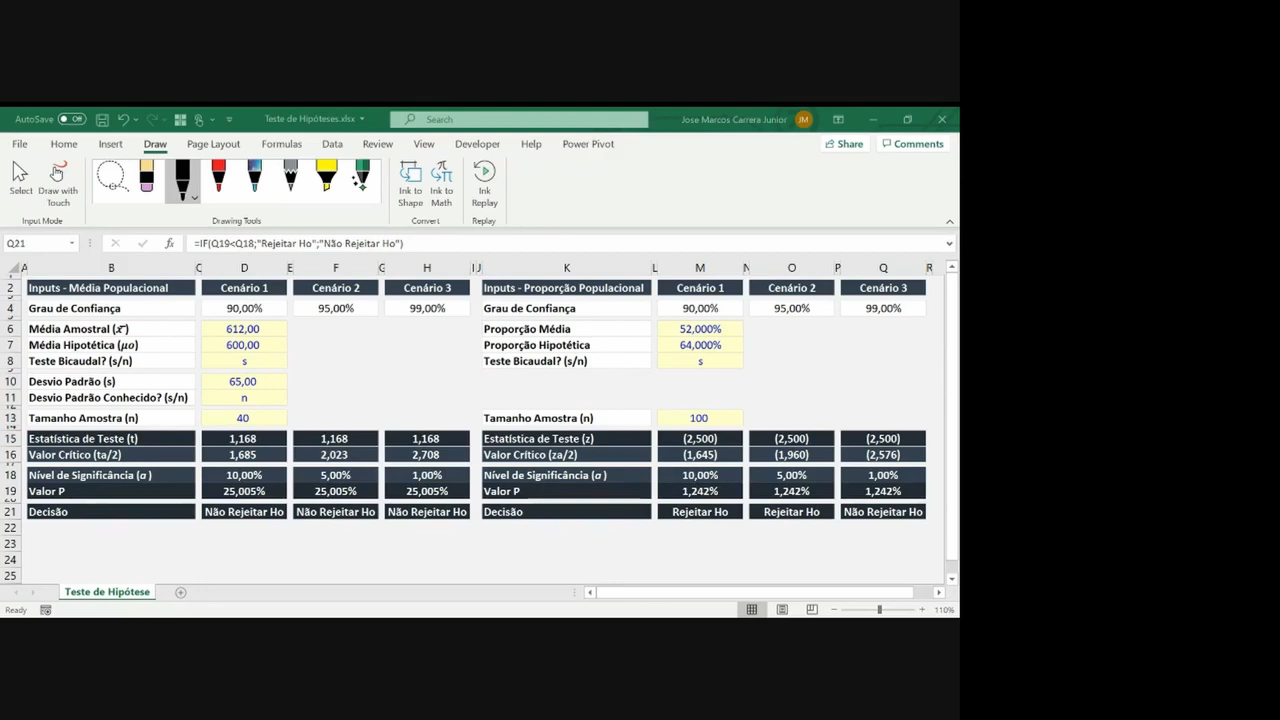 AutoSave Off Teste de Hipóteses.xlsx Search Jose Marcos Carrera Junior JM
File Home Insert Draw Page Layout Formulas Data Review View Developer Help Power Pivot Share Comments
Select Draw with Touch Ink to Shape Ink to Math Ink Replay
Input Mode Drawing Tools Convert Replay
Q21 fx =IF(Q19<Q18;"Rejeitar Ho";"Não Rejeitar Ho")
A B C D E F G H I J K L M N O P Q R
2 Inputs - Média Populacional Cenário 1 Cenário 2 Cenário 3 Inputs - Proporção Populacional Cenário 1 Cenário 2 Cenário 3
4 Grau de Confiança 90,00% 95,00% 99,00% Grau de Confiança 90,00% 95,00% 99,00%
6 Média Amostral (x̄) 612,00 Proporção Média 52,000%
7 Média Hipotética (μo) 600,00 Proporção Hipotética 64,000%
8 Teste Bicaudal? (s/n) s Teste Bicaudal? (s/n) s
10 Desvio Padrão (s) 65,00
11 Desvio Padrão Conhecido? (s/n) n
13 Tamanho Amostra (n) 40 Tamanho Amostra (n) 100
15 Estatística de Teste (t) 1,168 1,168 1,168 Estatística de Teste (z) (2,500) (2,500) (2,500)
16 Valor Crítico (ta/2) 1,685 2,023 2,708 Valor Crítico (za/2) (1,645) (1,960) (2,576)
18 Nível de Significância (α) 10,00% 5,00% 1,00% Nível de Significância (α) 10,00% 5,00% 1,00%
19 Valor P 25,005% 25,005% 25,005% Valor P 1,242% 1,242% 1,242%
21 Decisão Não Rejeitar Ho Não Rejeitar Ho Não Rejeitar Ho Decisão Rejeitar Ho Rejeitar Ho Não Rejeitar Ho
22
23
24
25
Teste de Hipótese
Ready 110%